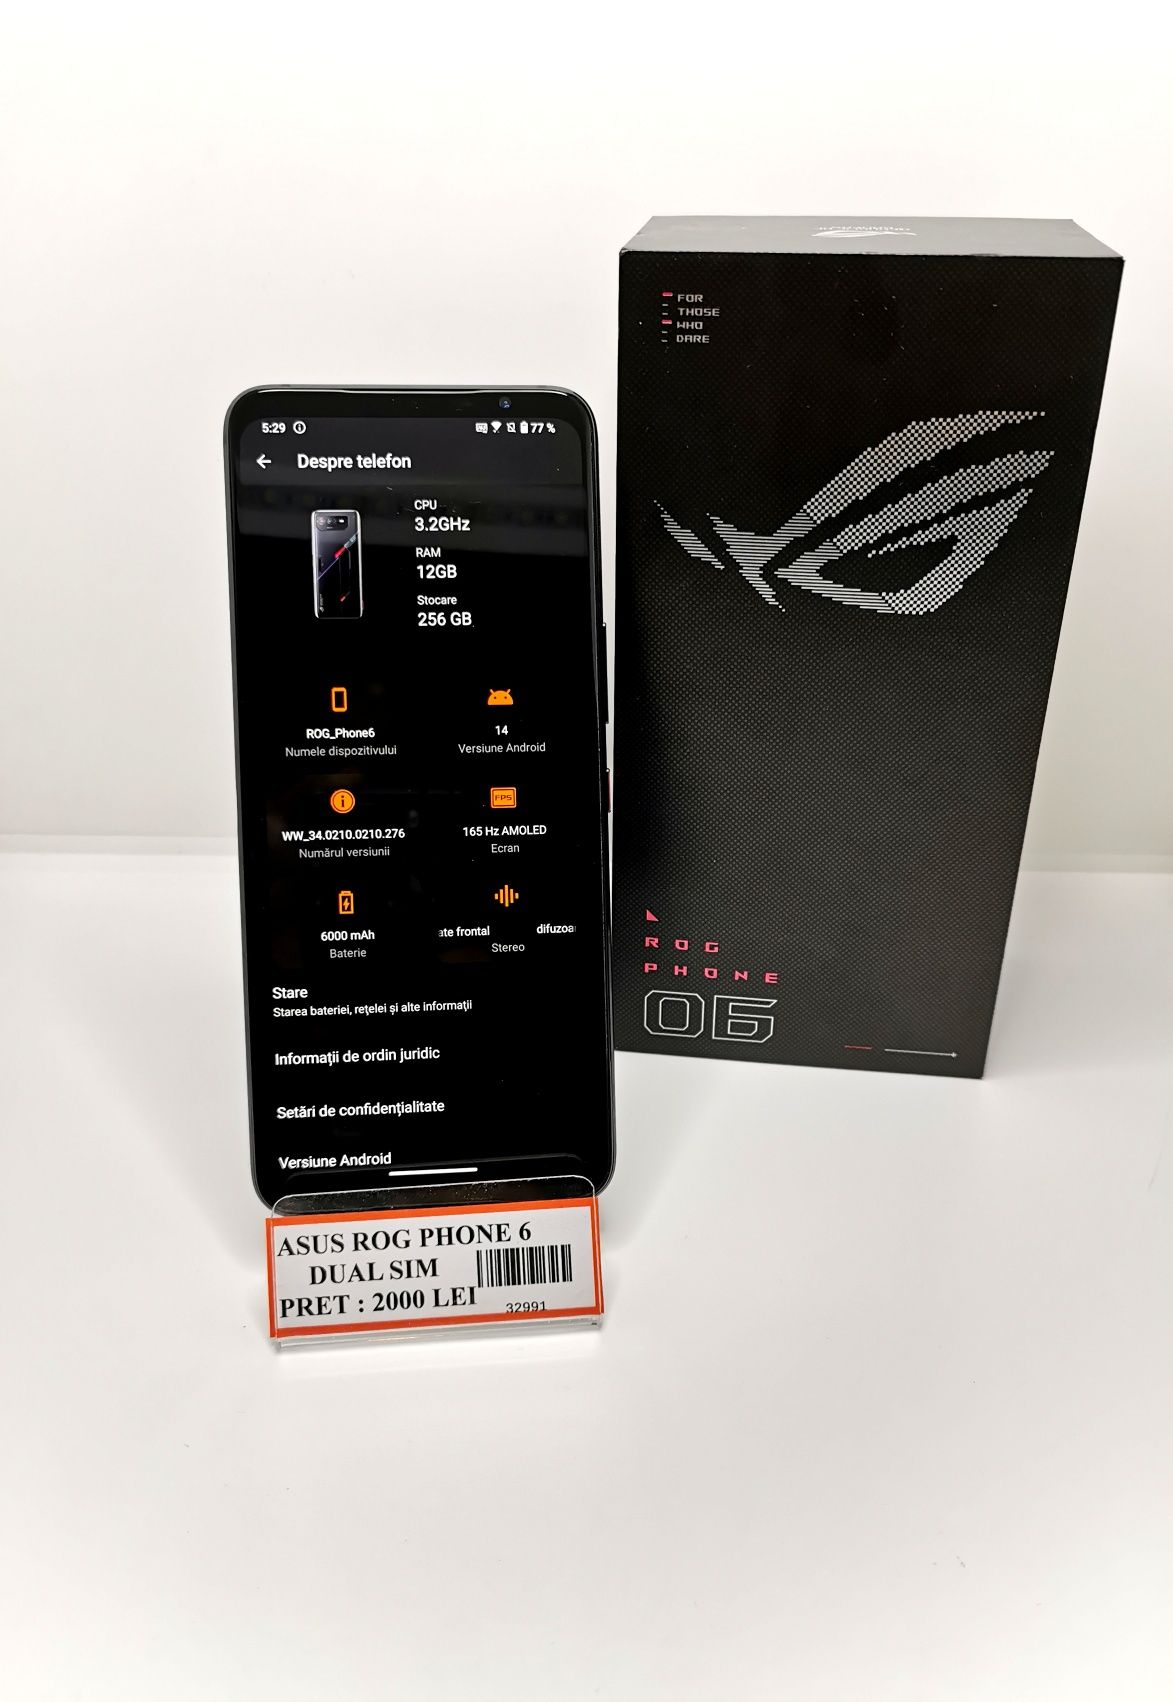 5:29
77 %
Despre telefon
CPU
3.2GHz
RAM
12GB
Stocare
256 GB
ROG_Phone6
Numele dispozitivului
14
Versiune Android
WW_34.0210.0210.276
Numărul versiunii
FPS
165 Hz AMOLED
Ecran
6000 mAh
Baterie
ate frontal difuzoa
Stereo
Stare
Starea bateriei, rețelei și alte informații
Informații de ordin juridic
Setări de confidențialitate
Versiune Android
ASUS ROG PHONE 6
DUAL SIM
PRET : 2000 LEI
32991
FOR
THOSE
WHO
DARE
ROG
PHONE
06